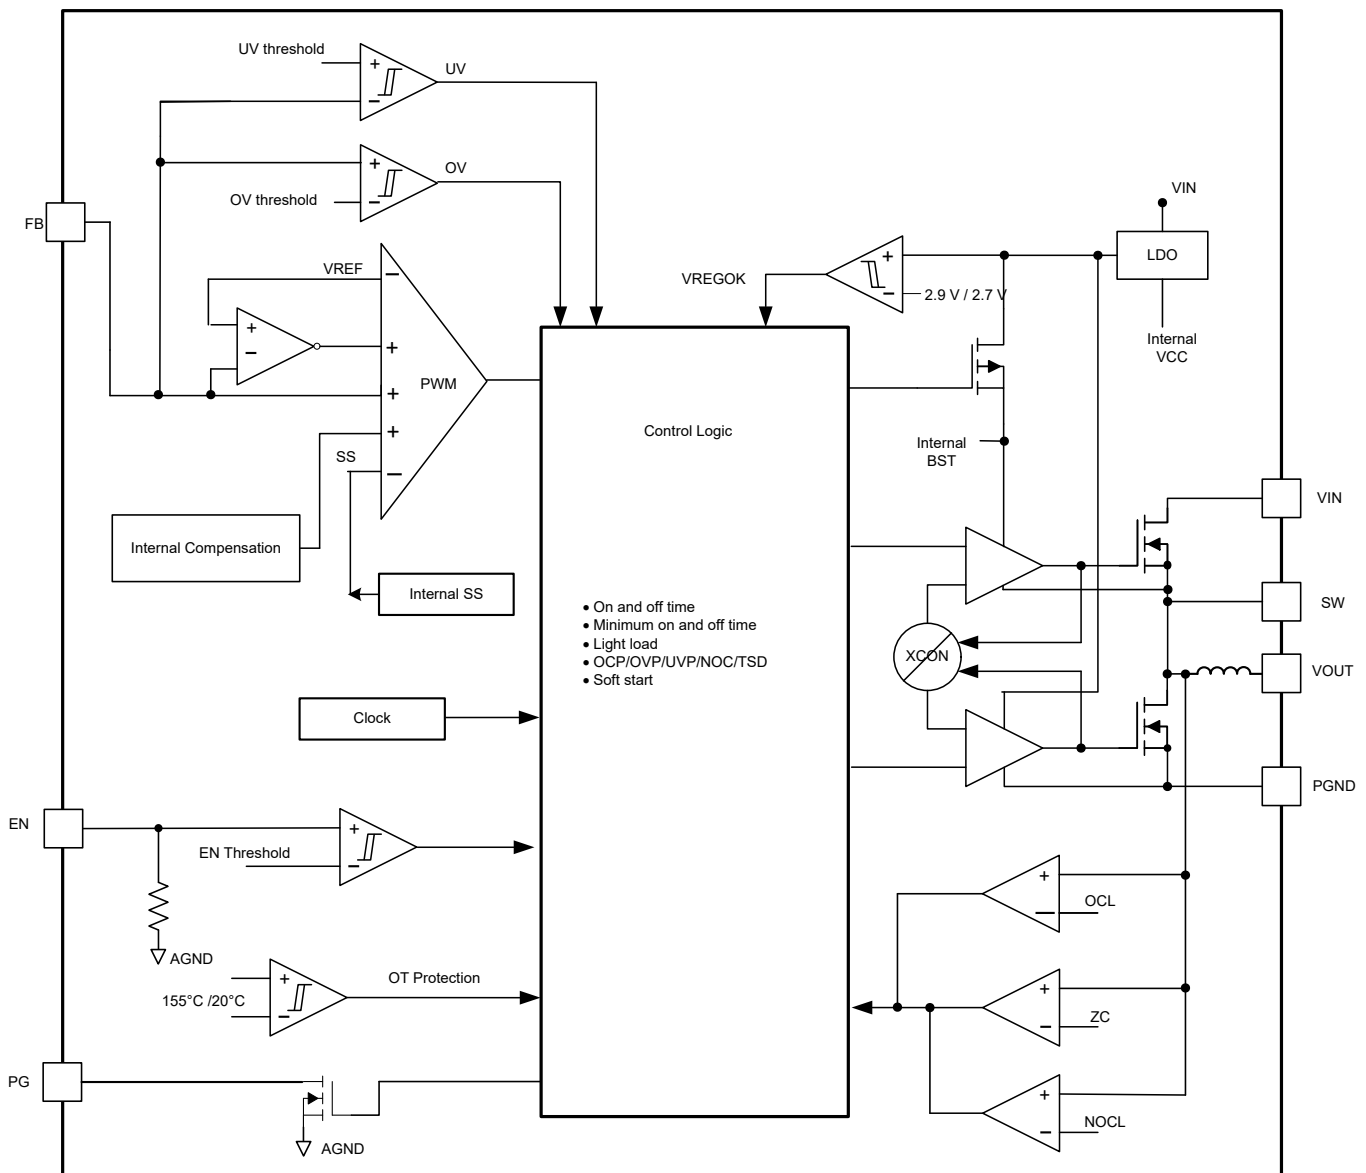 UV threshold
+
−
UV
+
−
OV
OV threshold
FB
VREF
−
+
−
+
+
+
−
PWM
SS
Internal Compensation
Internal SS
Clock
EN
EN Threshold
+
−
AGND
155°C /20°C
+
−
OT Protection
PG
AGND
Control Logic
• On and off time
• Minimum on and off time
• Light load
• OCP/OVP/UVP/NOC/TSD
• Soft start
VREGOK
+
−
2.9 V / 2.7 V
VIN
LDO
Internal
VCC
Internal
BST
XCON
VIN
SW
VOUT
PGND
+
−
OCL
+
−
ZC
+
−
NOCL